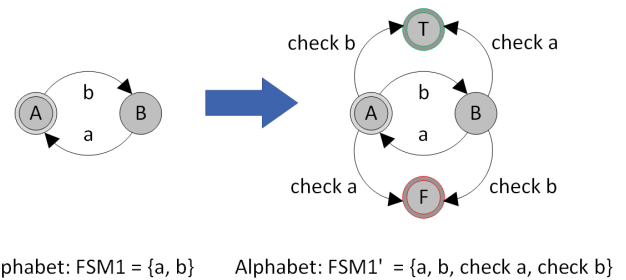 T
check b
check a
b
b
A
B
A
B
a
a
check a
check b
F
phabet: FSM1 = {a, b}
Alphabet: FSM1' = {a, b, check a, check b}